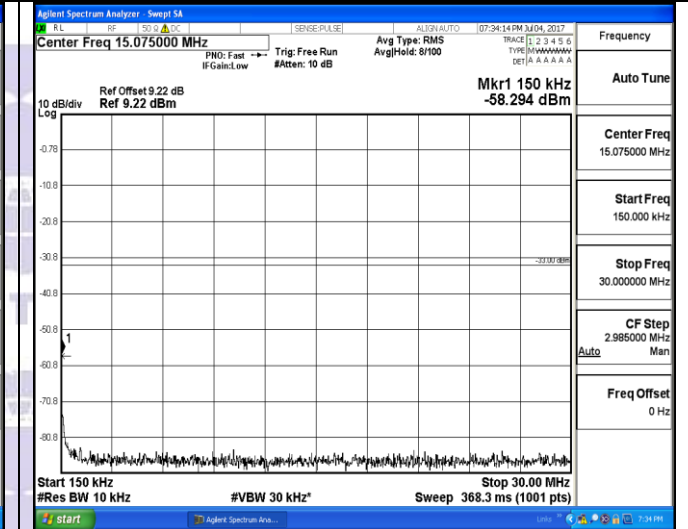 Agilent Spectrum Analyzer - Swept SA
RL RF 50 Ω DC SENSE:PULSE ALIGN AUTO 07:34:14 PM Jul 04, 2017
Center Freq 15.075000 MHz
PNO: Fast
IFGain:Low
Trig: Free Run
#Atten: 10 dB
Avg Type: RMS
Avg|Hold: 8/100
TRACE 1 2 3 4 5 6
TYPE M W W W W W
DET A A A A A A
Mkr1 150 kHz
-58.294 dBm
Ref Offset 9.22 dB
10 dB/div Ref 9.22 dBm
Log
-0.78
-10.8
-20.8
-30.8
-33.00 dBm
-40.8
-50.8
1
-60.8
-70.8
-80.8
Start 150 kHz Stop 30.00 MHz
#Res BW 10 kHz #VBW 30 kHz* Sweep 368.3 ms (1001 pts)
Frequency
Auto Tune
Center Freq
15.075000 MHz
Start Freq
150.000 kHz
Stop Freq
30.000000 MHz
CF Step
2.985000 MHz
Auto Man
Freq Offset
0 Hz
start Agilent Spectrum Ana... Links 7:34 PM